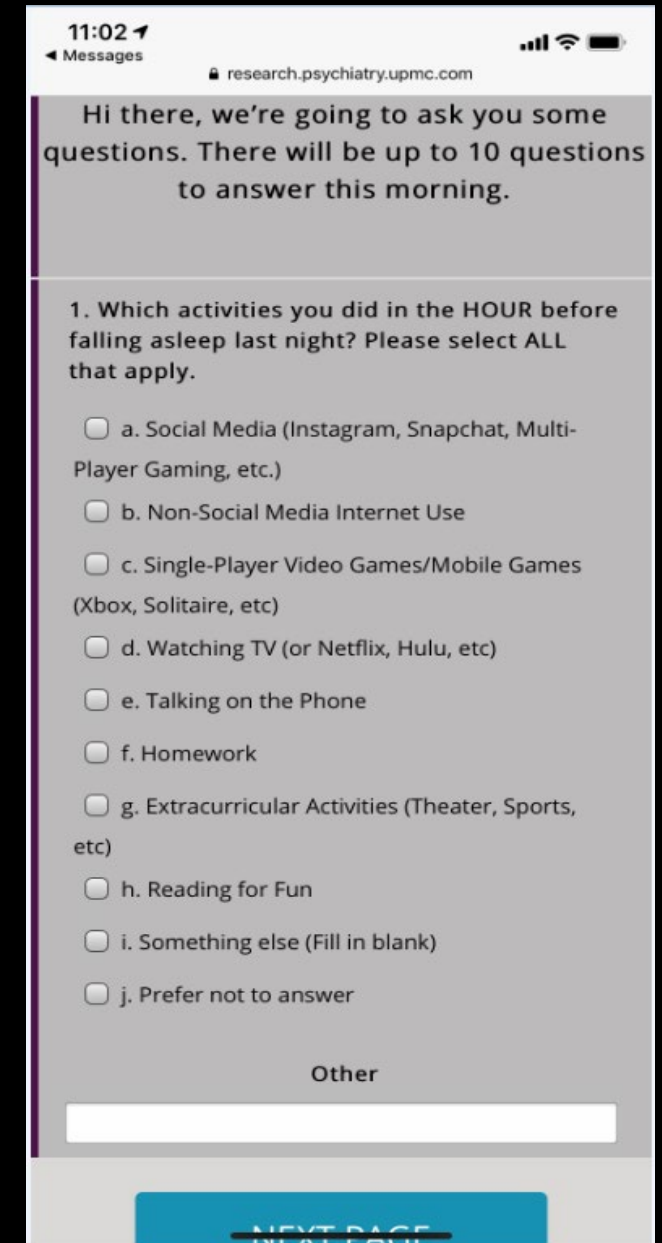 11:02
◀ Messages
research.psychiatry.upmc.com
Hi there, we're going to ask you some
questions. There will be up to 10 questions
to answer this morning.
1. Which activities you did in the HOUR before
falling asleep last night? Please select ALL
that apply.
a. Social Media (Instagram, Snapchat, Multi-
Player Gaming, etc.)
b. Non-Social Media Internet Use
c. Single-Player Video Games/Mobile Games
(Xbox, Solitaire, etc)
d. Watching TV (or Netflix, Hulu, etc)
e. Talking on the Phone
f. Homework
g. Extracurricular Activities (Theater, Sports,
etc)
h. Reading for Fun
i. Something else (Fill in blank)
j. Prefer not to answer
Other
NEXT PAGE